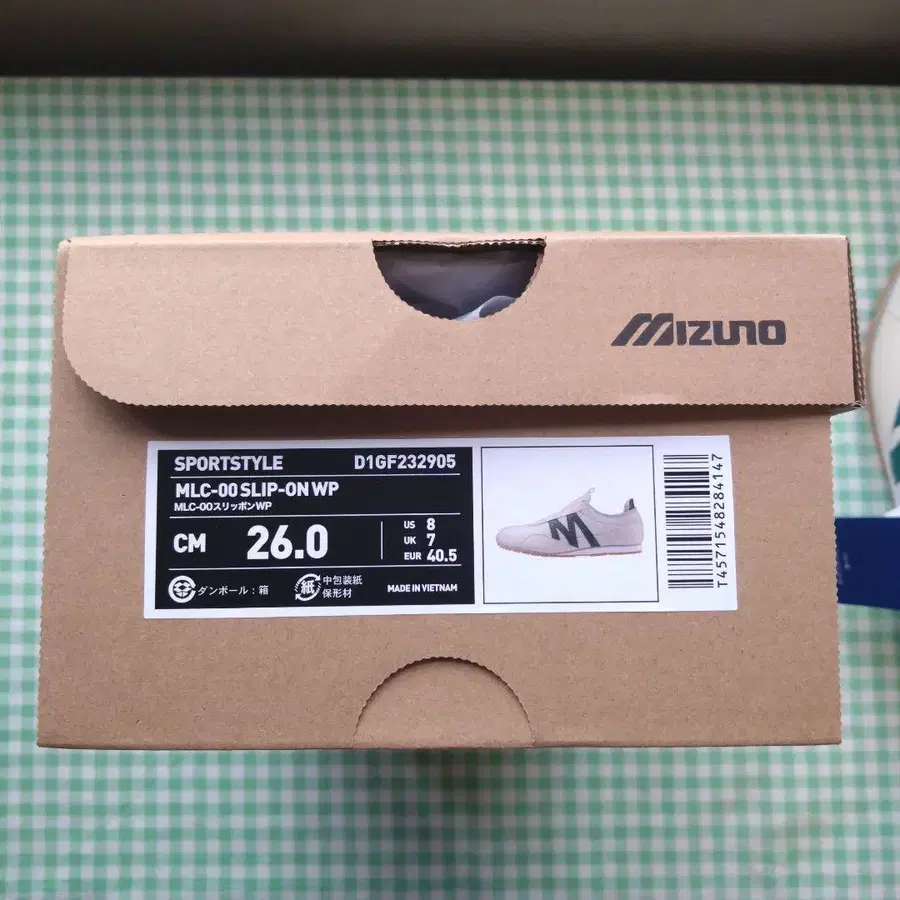 MIZUNO
SPORTSTYLE D1GF232905
MLC-00 SLIP-ON WP
MLC-00スリッポンWP
CM 26.0
US 8
UK 7
EUR 40.5
ダンボール：箱
紙 中包装紙
保形材
MADE IN VIETNAM
T4571548284147